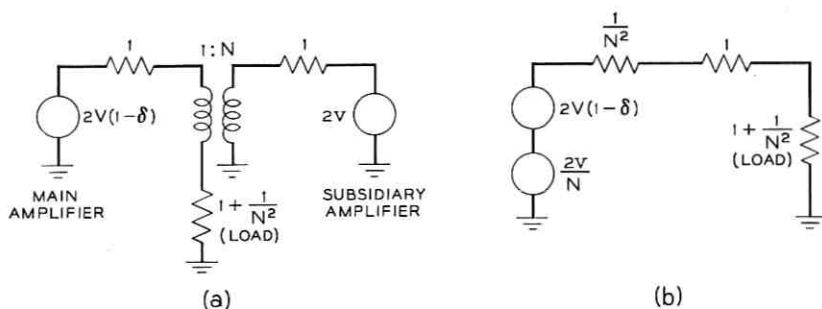 1
1:N
1
2V(1-δ)
2V
MAIN
AMPLIFIER
1 + 1/N²
(LOAD)
SUBSIDIARY
AMPLIFIER
(a)
1/N²
1
2V(1-δ)
2V/N
1 + 1/N²
(LOAD)
(b)